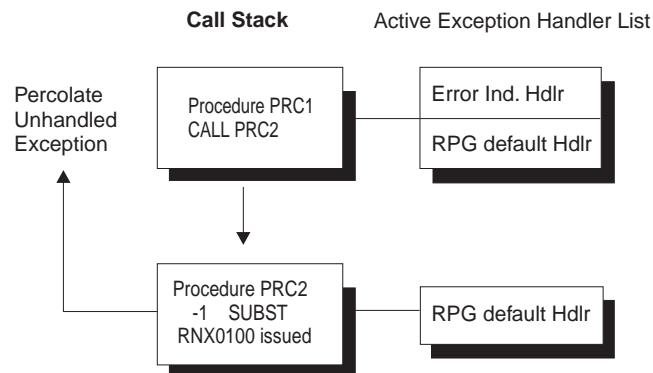 Call Stack
Active Exception Handler List
Percolate
Unhandled
Exception
Procedure PRC1
CALL PRC2
Error Ind. Hdlr
RPG default Hdlr
Procedure PRC2
-1 SUBST
RNX0100 issued
RPG default Hdlr